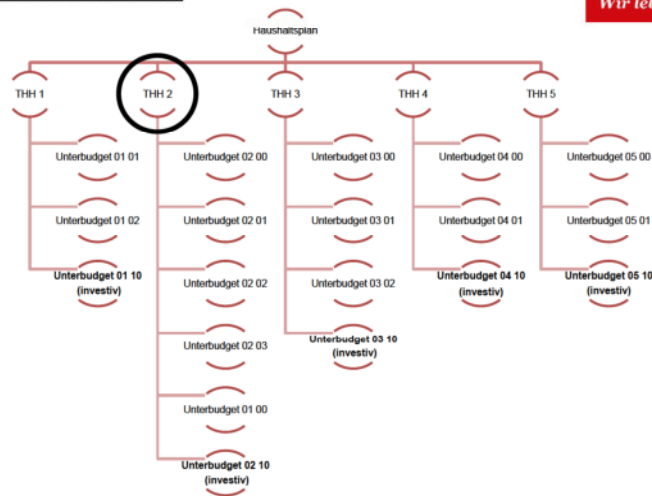 Wir
Haushaltsplan
THH 1
THH 2
THH 3
THH 4
THH 5
Unterbudget 01 01
Unterbudget 02 00
Unterbudget 03 00
Unterbudget 04 00
Unterbudget 05 00
Unterbudget 01 02
Unterbudget 02 01
Unterbudget 03 01
Unterbudget 04 01
Unterbudget 05 01
Unterbudget 01 10
(investiv)
Unterbudget 02 02
Unterbudget 03 02
Unterbudget 04 10
(investiv)
Unterbudget 05 10
(investiv)
Unterbudget 02 03
Unterbudget 03 10
(investiv)
Unterbudget 01 00
Unterbudget 02 10
(investiv)